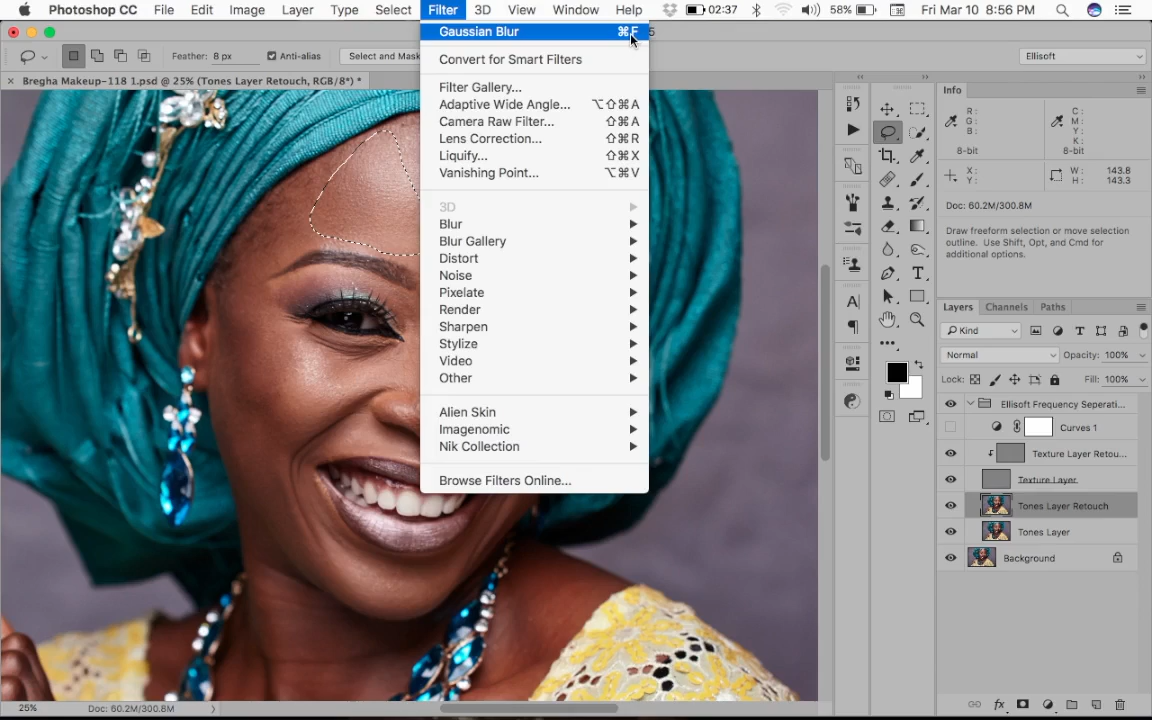 Photoshop CC File Edit Image Layer Type Select Filter 3D View Window Help 02:37 58% Fri Mar 10 8:56 PM
Feather: 8 px Anti-alias Select and Mask Ellisoft
× Bregha Makeup-118 1.psd @ 25% (Tones Layer Retouch, RGB/8*) *
Gaussian Blur ⌘F
Convert for Smart Filters
Filter Gallery...
Adaptive Wide Angle... ⌥⇧⌘A
Camera Raw Filter... ⇧⌘A
Lens Correction... ⇧⌘R
Liquify... ⇧⌘X
Vanishing Point... ⌥⌘V
3D
Blur
Blur Gallery
Distort
Noise
Pixelate
Render
Sharpen
Stylize
Video
Other
Alien Skin
Imagenomic
Nik Collection
Browse Filters Online...
Info
R: C:
G: M:
B: Y:
K:
8-bit 8-bit
X: W: 143.8
Y: H: 143.3
Doc: 60.2M/300.8M
Draw freeform selection or move selection
outline. Use Shift, Opt, and Cmd for
additional options.
Layers Channels Paths
Kind
Normal Opacity: 100%
Lock: Fill: 100%
Ellisoft Frequency Seperati...
Curves 1
Texture Layer Retou...
Texture Layer
Tones Layer Retouch
Tones Layer
Background
25% Doc: 60.2M/300.8M